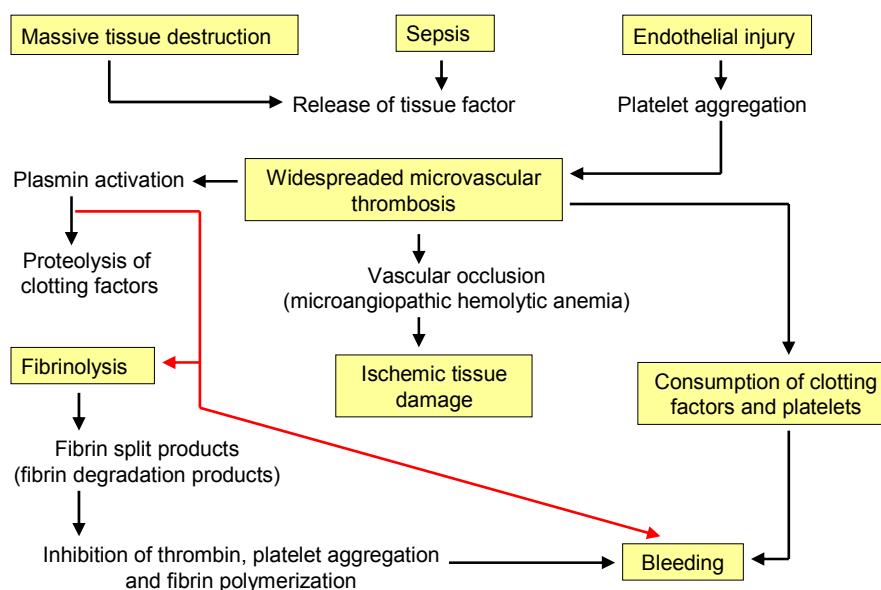 Massive tissue destruction
Sepsis
Endothelial injury
Release of tissue factor
Platelet aggregation
Plasmin activation
Widespreaded microvascular
thrombosis
Proteolysis of
clotting factors
Vascular occlusion
(microangiopathic hemolytic anemia)
Fibrinolysis
Ischemic tissue
damage
Consumption of clotting
factors and platelets
Fibrin split products
(fibrin degradation products)
Inhibition of thrombin, platelet aggregation
and fibrin polymerization
Bleeding